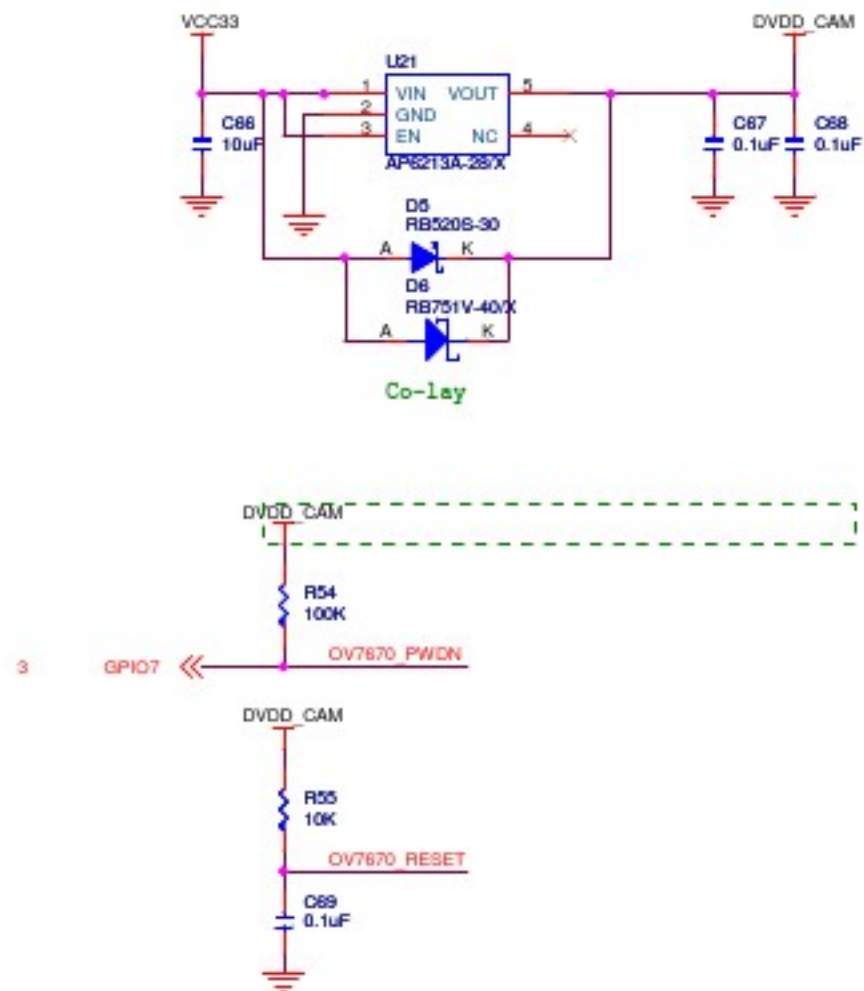 VCC33
DVDD_CAM
U21
1 VIN VOUT 5
2 GND
3 EN NC 4
C66
10uF
C67
0.1uF
C68
0.1uF
AP6213A-28/X
D5
RB520S-30
A K
D6
RB751V-40/X
A K
Co-lay
DVDD_CAM
R54
100K
3 GPIO7 OV7670_PWDN
DVDD_CAM
R55
10K
OV7670_RESET
C69
0.1uF